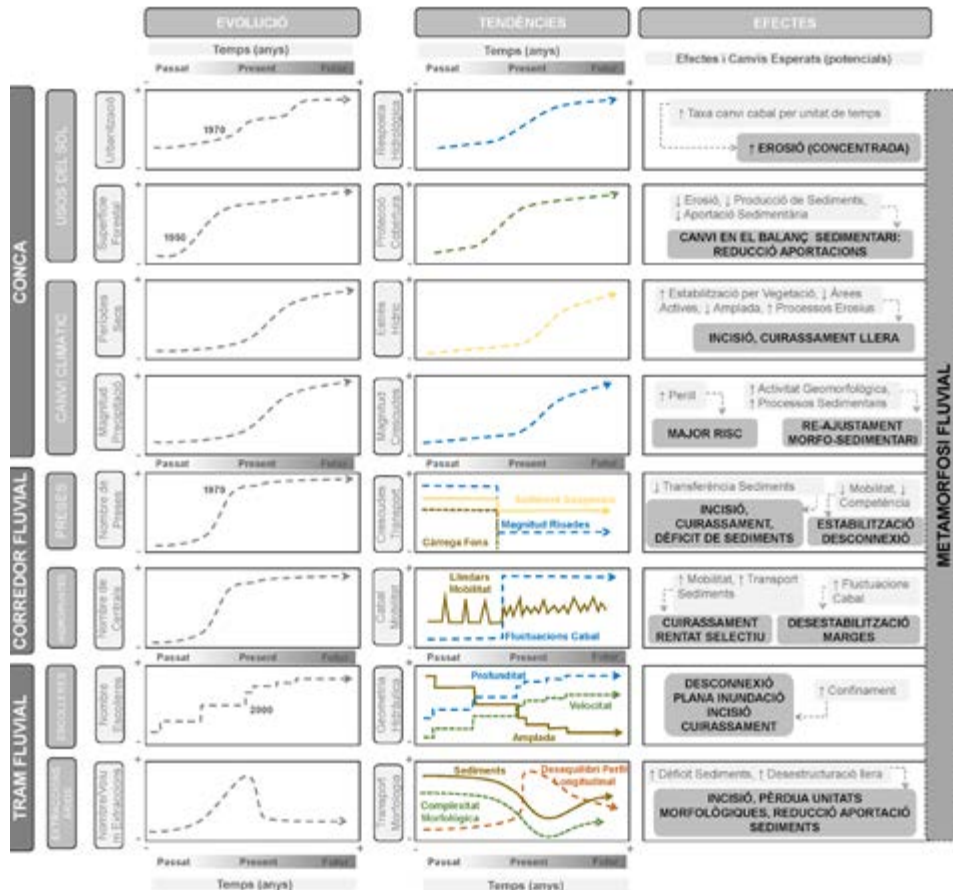 EVOLUCIÓ
TENDÈNCIES
EFECTES
Temps (anys)
Temps (anys)
Efectes i Canvis Esperats (potencials)
Passat Present Futur
Passat Present Futur
CONCA
USOS DEL SOL
Urbanització
1970
Resposta
Hidrològica
↑ Taxa canvi cabal per unitat de temps
↑ EROSIÓ (CONCENTRADA)
Superfície
Forestal
1950
Protecció
Cobertura
↓ Erosió, ↓ Producció de Sediments,
↓ Aportació Sedimentària
CANVI EN EL BALANÇ SEDIMENTARI:
REDUCCIÓ APORTACIONS
CANVI CLIMÀTIC
Períodes
Secs
Estrès
Hídric
↑ Estabilització per Vegetació, ↓ Àrees
Actives, ↓ Amplada, ↑ Processos Erosius
INCISIÓ, CUIRASSAMENT LLERA
Magnitud
Precipitació
Magnitud
Crescudes
↑ Perill
MAJOR RISC
↑ Activitat Geomorfològica,
↑ Processos Sedimentaris
RE-AJUSTAMENT
MORFO-SEDIMENTARI
Passat Present Futur
Passat Present Futur
CORREDOR FLUVIAL
PRESES
Nombre de
Preses
1970
Crescudes
Transport
Magnitud Riuades
Càrrega Fons
↓ Transferència Sediments
INCISIÓ,
CUIRASSAMENT,
DÈFICIT DE SEDIMENTS
↓ Mobilitat, ↓
Competència
ESTABILITZACIÓ
DESCONNEXIÓ
Nombre de
Centrals
Cabal
Mobilitat
Llindars
Mobilitat
Fluctuacions Cabal
↑ Mobilitat, ↑ Transport
Sediments
CUIRASSAMENT
RENTAT SELECTIU
↑ Fluctuacions
Cabal
DESESTABILITZACIÓ
MARGES
Passat Present Futur
Passat Present Futur
TRAM FLUVIAL
ESCULLERES
Nombre
Esculleres
2000
Geometria
Hidràulica
Profunditat
Velocitat
Amplada
DESCONNEXIÓ
PLANA INUNDACIÓ
INCISIÓ
CUIRASSAMENT
↑ Confinament
Nombre/Volu
m Extraccions
Transport
Morfologia
Sediments
Desequilibri Perfil
Longitudinal
Complexitat
Morfològica
↑ Dèficit Sediments, ↑ Desestructuració llera
INCISIÓ, PÈRDUA UNITATS
MORFOLÒGIQUES, REDUCCIÓ APORTACIÓ
SEDIMENTS
METAMORFOSI FLUVIAL
Passat Present Futur
Passat Present Futur
Temps (anys)
Temps (anys)